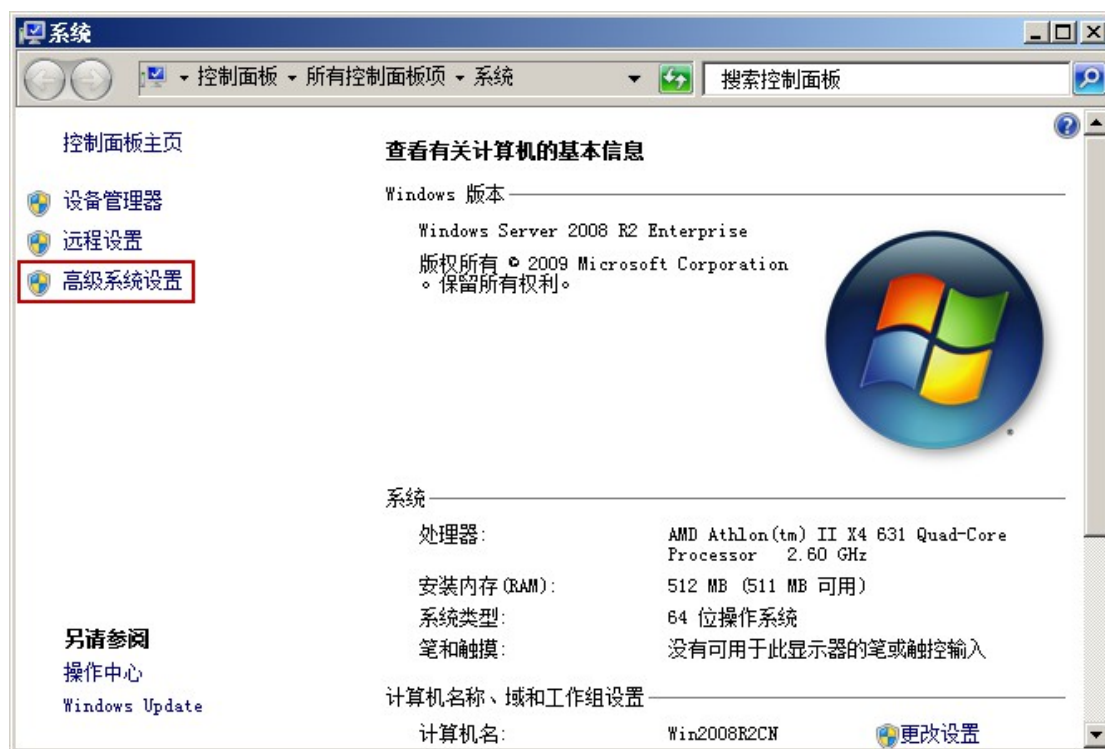 系统
控制面板 所有控制面板项 系统
搜索控制面板
控制面板主页
设备管理器
远程设置
高级系统设置
另请参阅
操作中心
Windows Update
查看有关计算机的基本信息
Windows 版本
Windows Server 2008 R2 Enterprise
版权所有 © 2009 Microsoft Corporation
。保留所有权利。
系统
处理器: AMD Athlon(tm) II X4 631 Quad-Core
Processor 2.60 GHz
安装内存(RAM): 512 MB (511 MB 可用)
系统类型: 64 位操作系统
笔和触摸: 没有可用于此显示器的笔或触控输入
计算机名称、域和工作组设置
计算机名: Win2008R2CN 更改设置